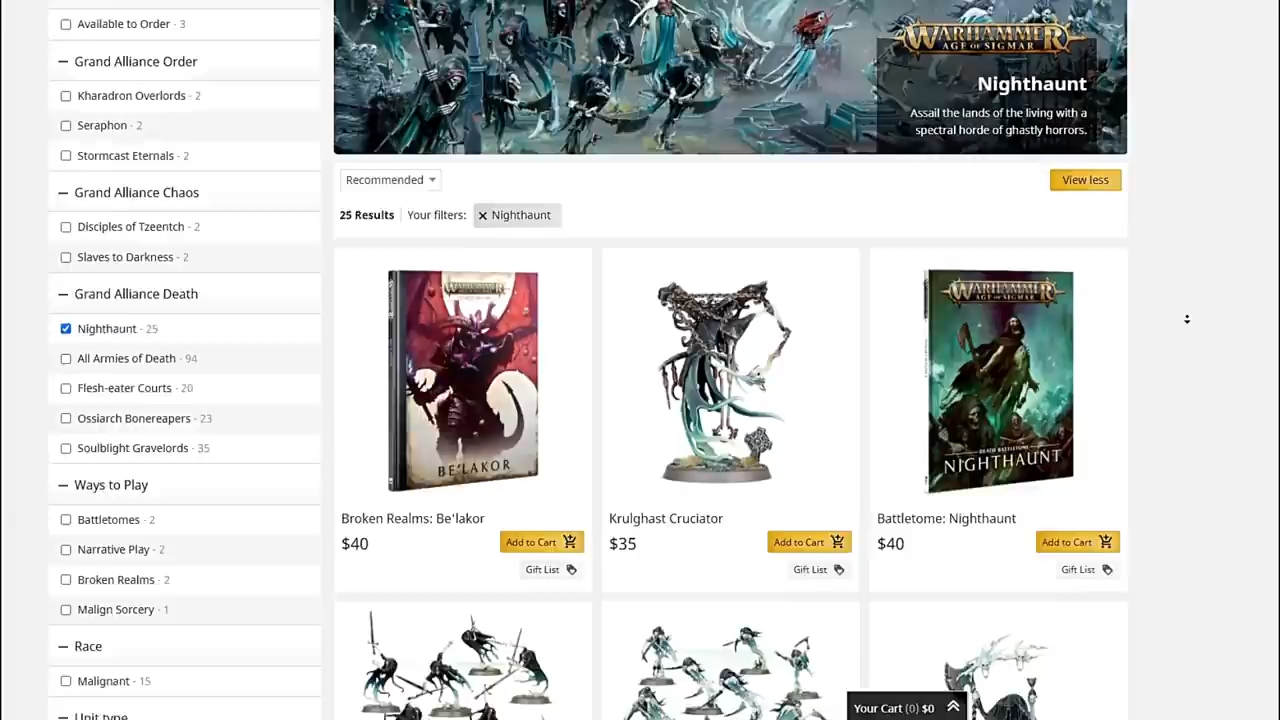 Available to Order - 3
Grand Alliance Order
Kharadron Overlords - 2
Seraphon - 2
Stormcast Eternals - 2
Grand Alliance Chaos
Disciples of Tzeentch - 2
Slaves to Darkness - 2
Grand Alliance Death
Nighthaunt - 25
All Armies of Death - 94
Flesh-eater Courts - 20
Ossiarch Bonereapers - 23
Soulblight Gravelords - 35
Ways to Play
Battletomes - 2
Narrative Play - 2
Broken Realms - 2
Malign Sorcery - 1
Race
Malignant - 15
Unit type
WARHAMMER
AGE OF SIGMAR
Nighthaunt
Assail the lands of the living with a
spectral horde of ghastly horrors.
Recommended
View less
25 Results Your filters: Nighthaunt
WARHAMMER
BE'LAKOR
WARHAMMER
AGE OF SIGMAR
DEATH BATTLETOME
NIGHTHAUNT
Broken Realms: Be'lakor
$40
Add to Cart
Gift List
Krulghast Cruciator
$35
Add to Cart
Gift List
Battletome: Nighthaunt
$40
Add to Cart
Gift List
Your Cart (0) $0